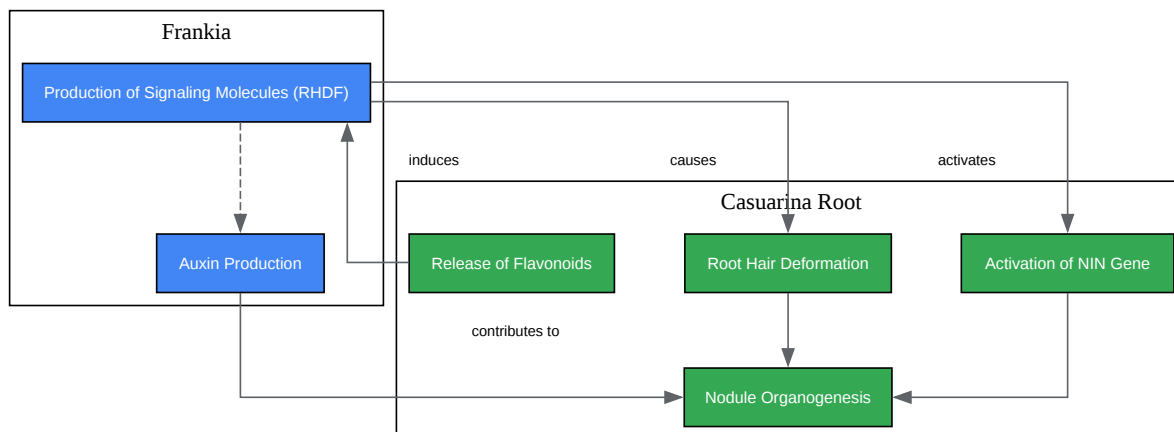 Frankia
Production of Signaling Molecules (RHDF)
induces
causes
activates
Casuarina Root
Auxin Production
Release of Flavonoids
Root Hair Deformation
Activation of NIN Gene
contributes to
Nodule Organogenesis